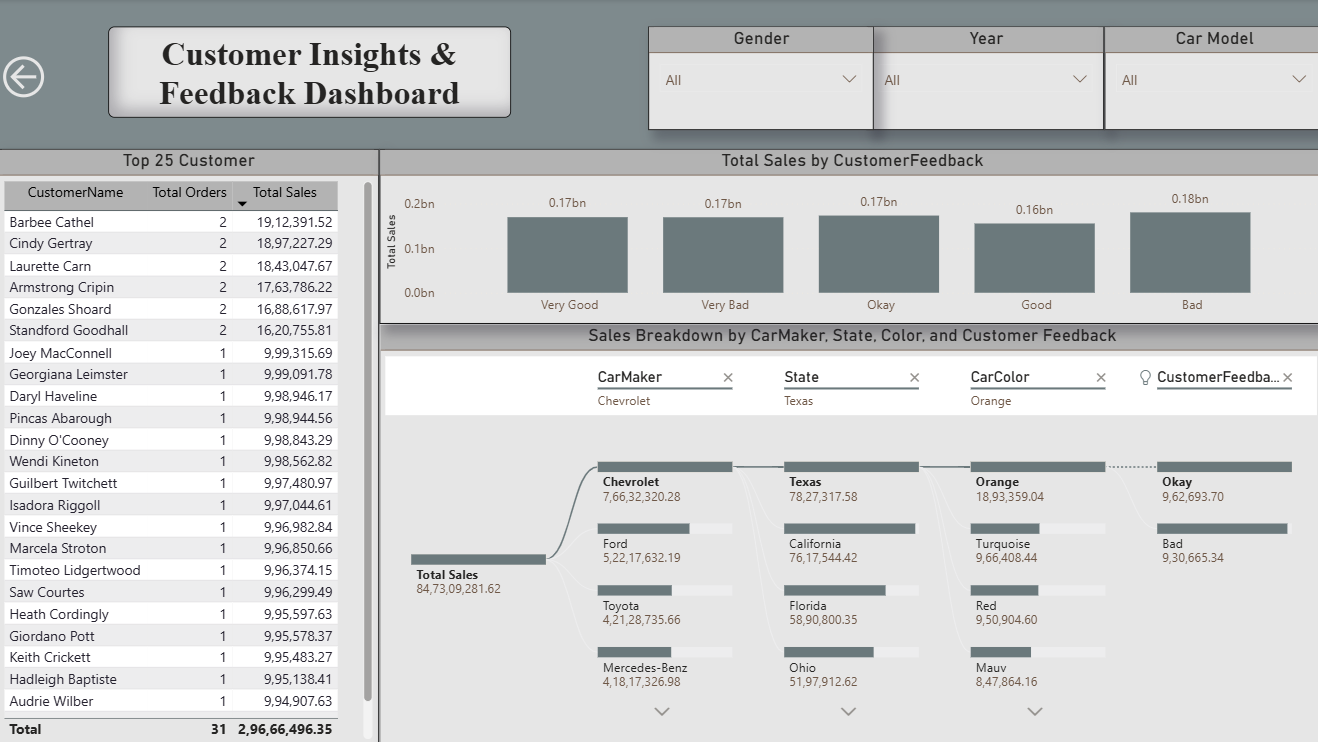 Customer Insights &
Feedback Dashboard
Gender
All
Year
All
Car Model
All
Top 25 Customer
CustomerName Total Orders Total Sales
Barbee Cathel 2 19,12,391.52
Cindy Gertray 2 18,97,227.29
Laurette Carn 2 18,43,047.67
Armstrong Cripin 2 17,63,786.22
Gonzales Shoard 2 16,88,617.97
Standford Goodhall 2 16,20,755.81
Joey MacConnell 1 9,99,315.69
Georgiana Leimster 1 9,99,091.78
Daryl Haveline 1 9,98,946.17
Pincas Abarough 1 9,98,944.56
Dinny O'Cooney 1 9,98,843.29
Wendi Kineton 1 9,98,562.82
Guilbert Twitchett 1 9,97,480.97
Isadora Riggoll 1 9,97,044.61
Vince Sheekey 1 9,96,982.84
Marcela Stroton 1 9,96,850.66
Timoteo Lidgertwood 1 9,96,374.15
Saw Courtes 1 9,96,299.49
Heath Cordingly 1 9,95,597.63
Giordano Pott 1 9,95,578.37
Keith Crickett 1 9,95,483.27
Hadleigh Baptiste 1 9,95,138.41
Audrie Wilber 1 9,94,907.63
Total 31 2,96,66,496.35
Total Sales by CustomerFeedback
Total Sales
0.2bn
0.1bn
0.0bn
0.17bn 0.17bn 0.17bn 0.16bn 0.18bn
Very Good Very Bad Okay Good Bad
Sales Breakdown by CarMaker, State, Color, and Customer Feedback
CarMaker State CarColor CustomerFeedba...
Chevrolet Texas Orange
Total Sales
84,73,09,281.62
Chevrolet
7,66,32,320.28
Ford
5,22,17,632.19
Toyota
4,21,28,735.66
Mercedes-Benz
4,18,17,326.98
Texas
78,27,317.58
California
76,17,544.42
Florida
58,90,800.35
Ohio
51,97,912.62
Orange
18,93,359.04
Turquoise
9,66,408.44
Red
9,50,904.60
Mauv
8,47,864.16
Okay
9,62,693.70
Bad
9,30,665.34